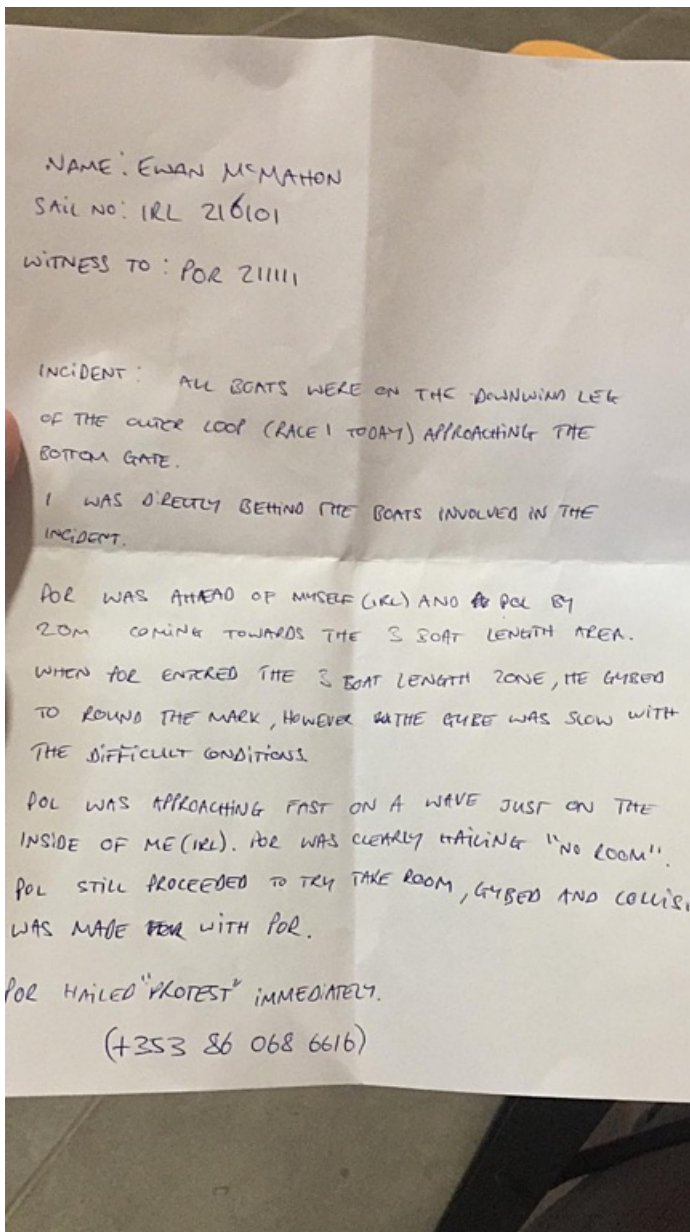 NAME: EWAN McMAHON
SAIL NO: IRL 216101
WITNESS TO: POR 211111
INCIDENT: ALL BOATS WERE ON THE DOWNWIND LEG
OF THE OUTER LOOP (RACE 1 TODAY) APPROACHING THE
BOTTOM GATE.
I WAS DIRECTLY BEHIND THE BOATS INVOLVED IN THE
INCIDENT.
POR WAS AHEAD OF MYSELF (IRL) AND POL BY
20M COMING TOWARDS THE 3 BOAT LENGTH AREA.
WHEN POR ENTERED THE 3 BOAT LENGTH ZONE, HE GYBED
TO ROUND THE MARK, HOWEVER THE GYBE WAS SLOW WITH
THE DIFFICULT CONDITIONS.
POL WAS APPROACHING FAST ON A WAVE JUST ON THE
INSIDE OF ME (IRL). POR WAS CLEARLY HAILING "NO ROOM".
POL STILL PROCEEDED TO TRY TAKE ROOM, GYBED AND COLLIS
WAS MADE WITH POR.
POR HAILED "PROTEST" IMMEDIATELY.
(+353 86 068 6616)